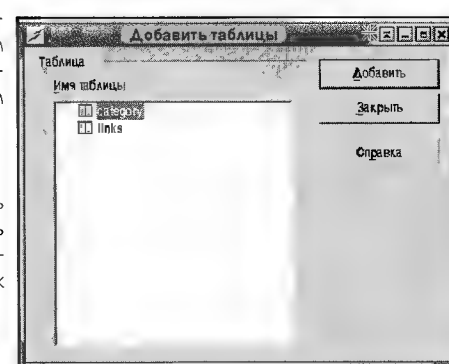 Добавить таблицы
Таблица
Имя таблицы
category
links
Добавить
Закрыть
Справка